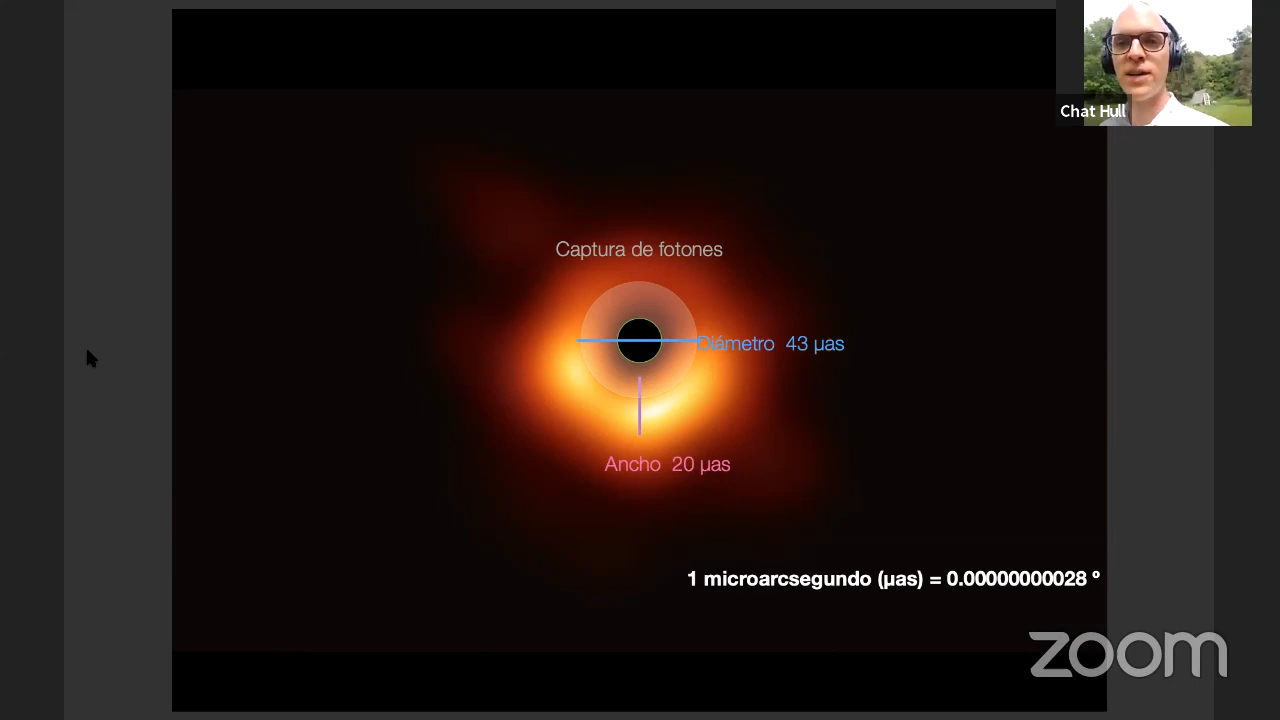 Chat Hull
Captura de fotones
Diámetro 43 µas
Ancho 20 µas
1 microarcsegundo (µas) = 0.00000000028 º
zoom